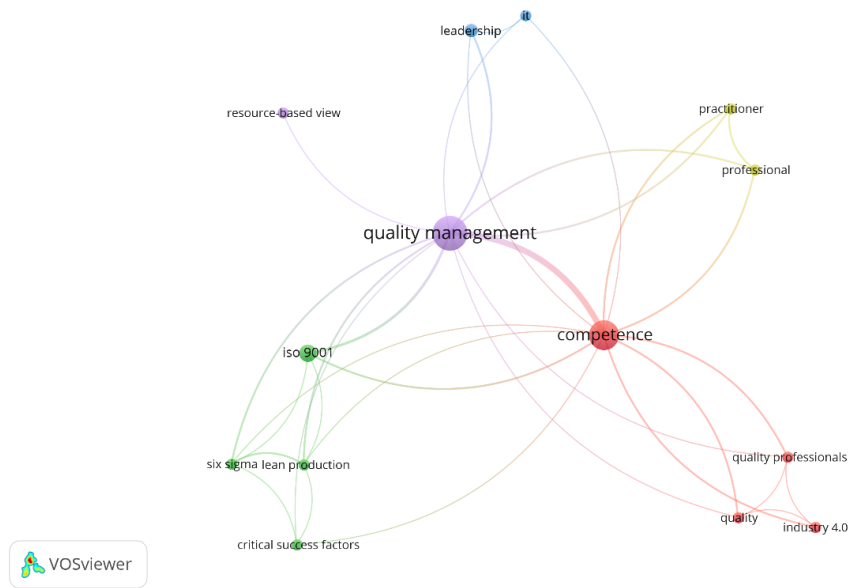 it
leadership
practitioner
resource-based view
professional
quality management
competence
iso 9001
quality professionals
six sigma
lean production
quality
industry 4.0
critical success factors
VOSviewer